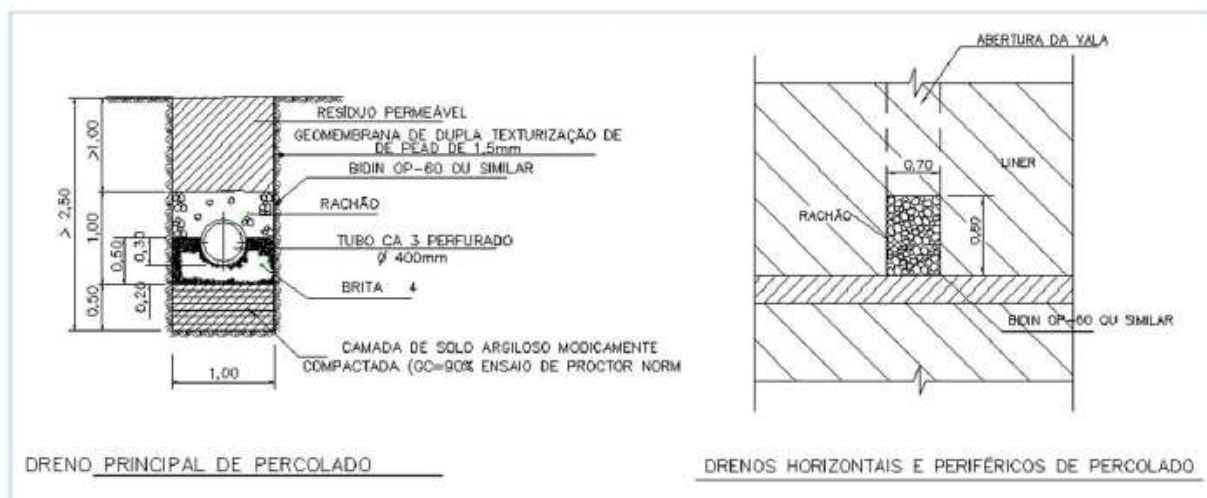 RESÍDUO PERMEÁVEL
GEOMEMBRANA DE DUPLA TEXTURIZAÇÃO DE
DE PEAD DE 1,5mm
BIDIN OP-60 OU SIMILAR
RACHÃO
TUBO CA 3 PERFURADO
Ø 400mm
BRITA 4
CAMADA DE SOLO ARGILOSO MODICAMENTE
COMPACTADA (GC=90% ENSAIO DE PROCTOR NORM
> 2,50
>1,00
1,00
0,50
0,30
0,50
0,20
1,00
DRENO PRINCIPAL DE PERCOLADO
ABERTURA DA VALA
0,70
LINER
RACHÃO
0,80
BIDIN OP-60 OU SIMILAR
DRENOS HORIZONTAIS E PERIFÉRICOS DE PERCOLADO